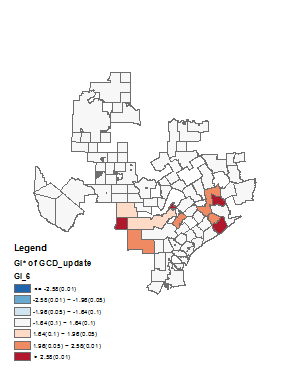 Legend
GI* of GCD_update
GI_6
<= -2.58(0.01)
-2.58(0.01) - -1.96(0.05)
-1.96(0.05) - -1.64(0.1)
-1.64(0.1) - 1.64(0.1)
1.64(0.1) - 1.96(0.05)
1.96(0.05) - 2.58(0.01)
> 2.58(0.01)